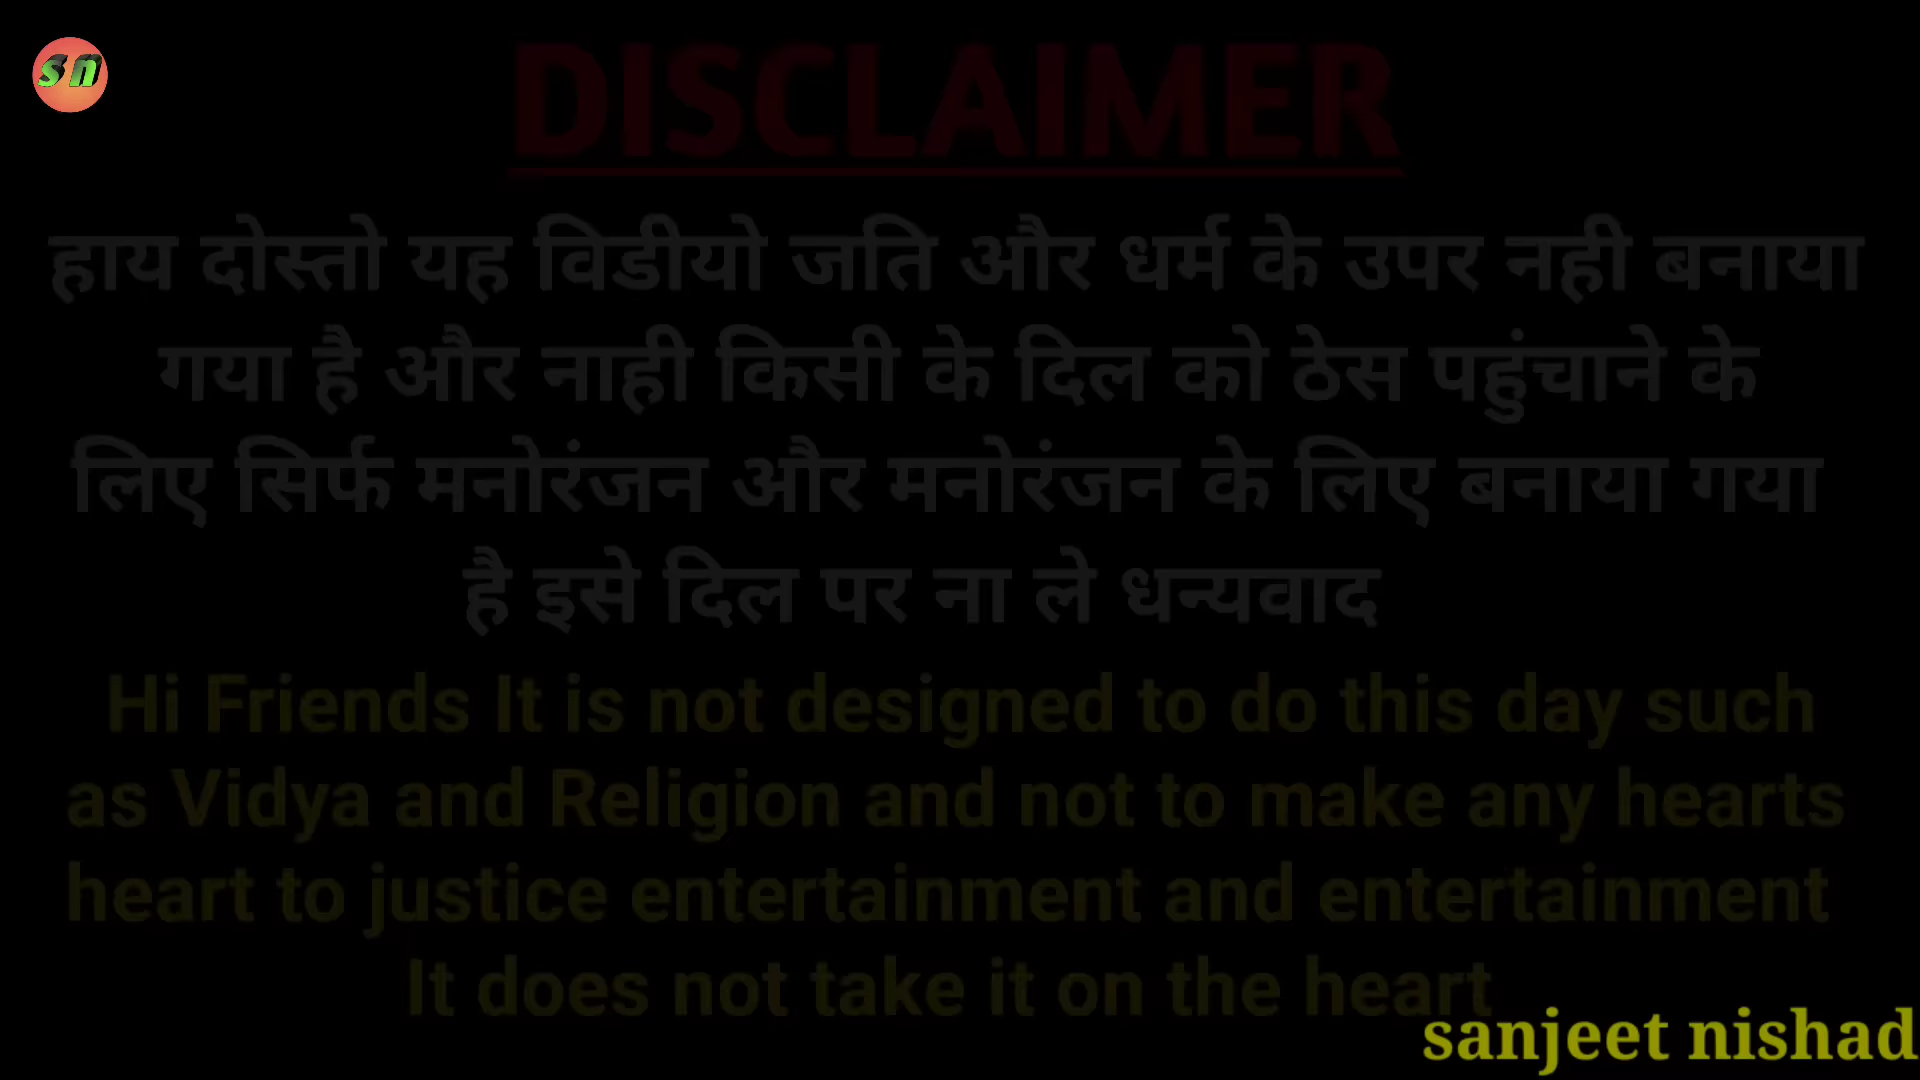 sn
DISCLAIMER
हाय दोस्तो यह विडीयो जति और धर्म के उपर नही बनाया
गया है और नाही किसी के दिल को ठेस पहुंचाने के
लिए सिर्फ मनोरंजन और मनोरंजन के लिए बनाया गया
है इसे दिल पर ना ले धन्यवाद
Hi Friends It is not designed to do this day such
as Vidya and Religion and not to make any hearts
heart to justice entertainment and entertainment
It does not take it on the heart
sanjeet nishad